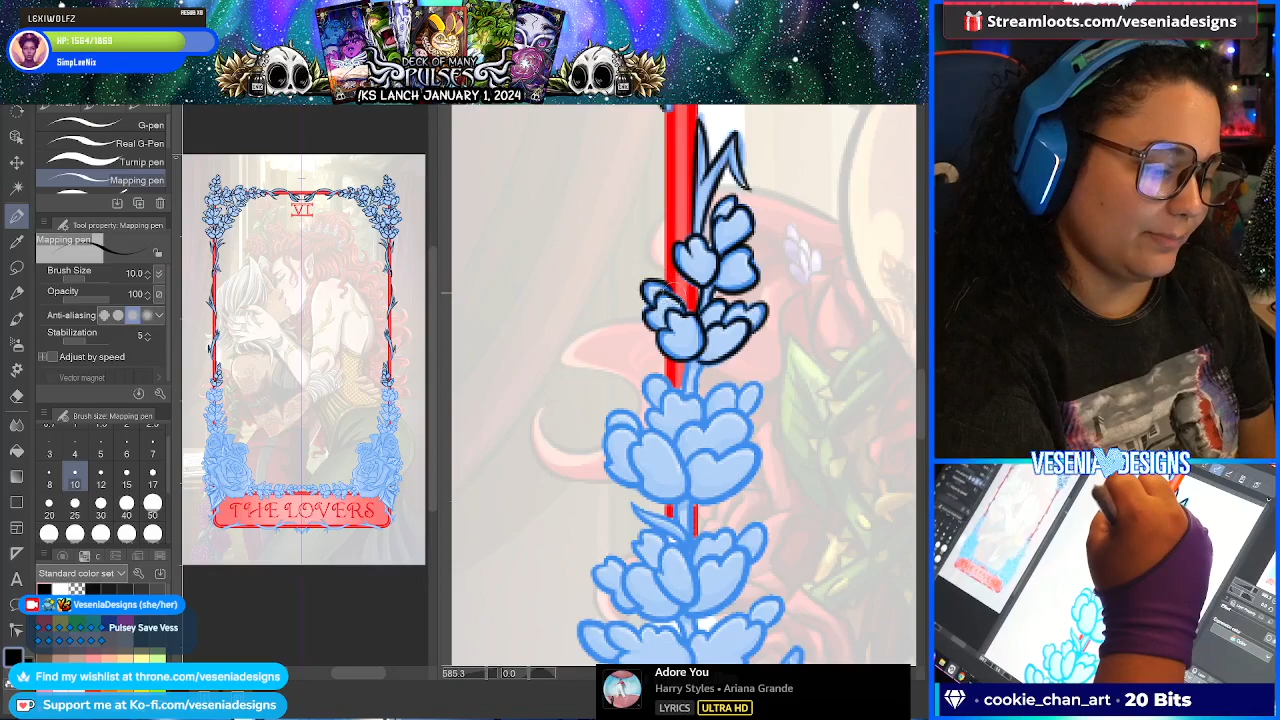 LEXIWOLFZ
HP: 1564/1869
SimpLeeNix
DECK OF MANY
PULSES
!KS LANCH JANUARY 1, 2024
Streamloots.com/veseniadesigns
G-pen
Real G-Pen
Turnip pen
Mapping pen
Tool property: Mapping pen
Mapping pen
Brush Size 10.0
Opacity 100
Anti-aliasing
Stabilization 5
Adjust by speed
Vector magnet
Brush size: Mapping pen
3 4 5 6 7
8 10 12 15 17
20 25 30 40 50
Standard color set
VI
THE LOVERS
VeseniaDesigns (she/her)
Pulsey Save Vess
Find my wishlist at throne.com/veseniadesigns
Support me at Ko-fi.com/veseniadesigns
585.3
0.0
Adore You
Harry Styles • Ariana Grande
LYRICS
ULTRA HD
VESENIA DESIGNS
cookie_chan_art • 20 Bits